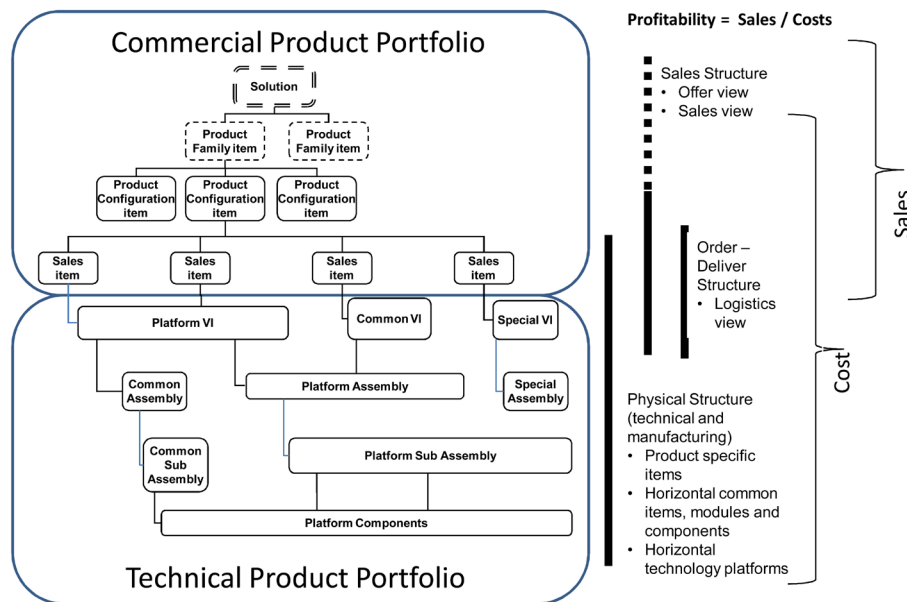 Commercial Product Portfolio
Solution
Product
Family item
Product
Family item
Product
Configuration
item
Product
Configuration
item
Product
Configuration
item
Sales
item
Sales
item
Sales
item
Sales
item
Platform VI
Common VI
Special VI
Common
Assembly
Platform Assembly
Special
Assembly
Common
Sub
Assembly
Platform Sub Assembly
Platform Components
Technical Product Portfolio
Profitability = Sales / Costs
Sales Structure
• Offer view
• Sales view
Sales
Order –
Deliver
Structure
• Logistics
view
Cost
Physical Structure
(technical and
manufacturing)
• Product specific
items
• Horizontal common
items, modules and
components
• Horizontal
technology platforms